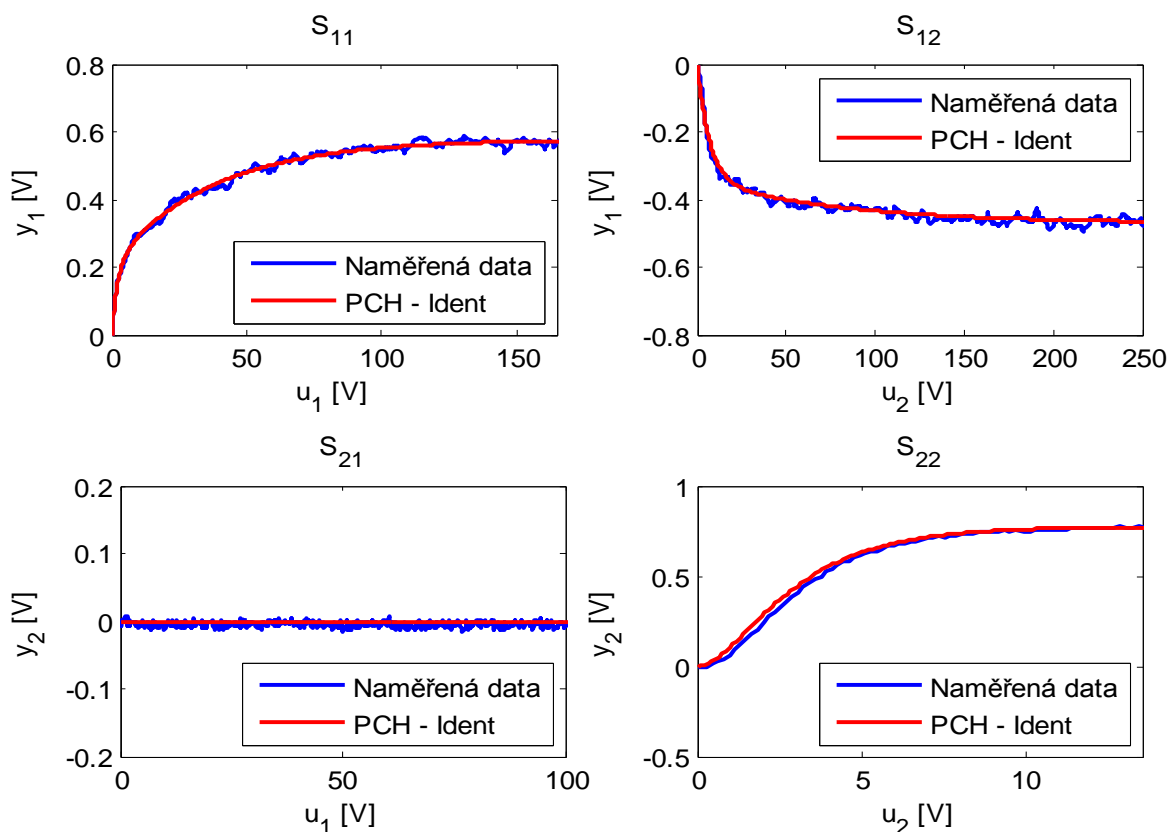 S11
0.8
0.6
0.4
0.2
0
y1 [V]
Naměřená data
PCH - Ident
0 50 100 150
u1 [V]
S12
0
-0.2
-0.4
-0.6
-0.8
y1 [V]
Naměřená data
PCH - Ident
0 50 100 150 200 250
u2 [V]
S21
0.2
0.1
0
-0.1
-0.2
y2 [V]
Naměřená data
PCH - Ident
0 50 100
u1 [V]
S22
1
0.5
0
-0.5
y2 [V]
Naměřená data
PCH - Ident
0 5 10
u2 [V]